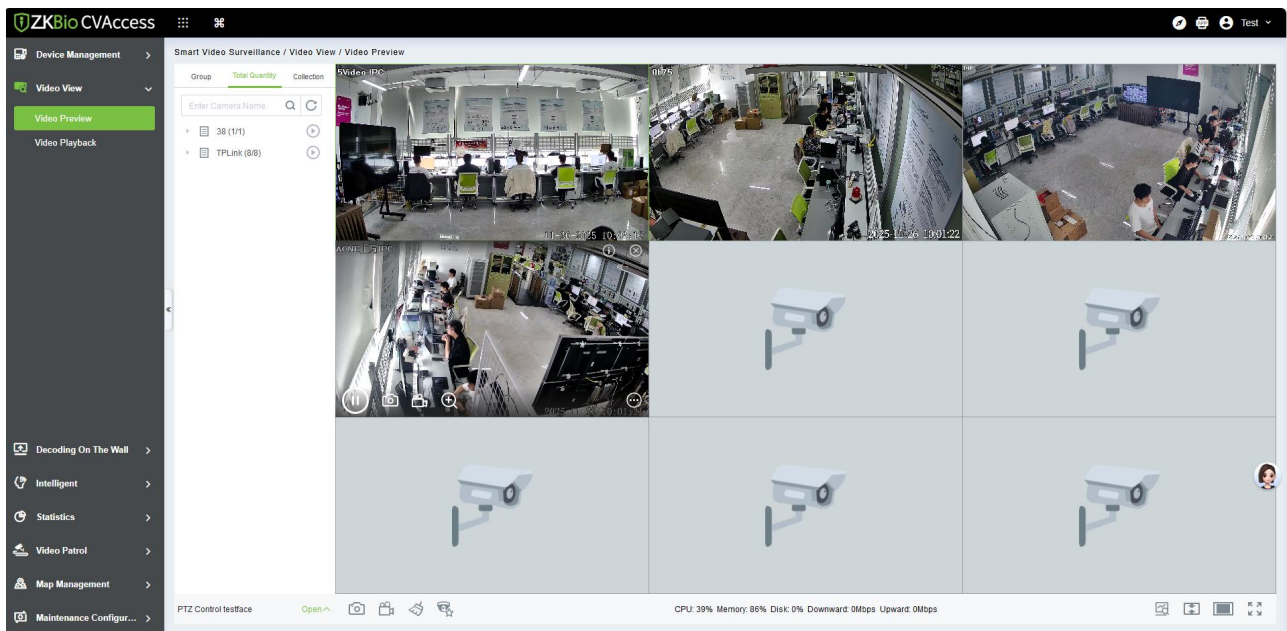 ZKBio CVAccess
Test
Device Management
Video View
Video Preview
Video Playback
Decoding On The Wall
Intelligent
Statistics
Video Patrol
Map Management
Maintenance Configur...
Smart Video Surveillance / Video View / Video Preview
Group Total Quantity Collection
Enter Camera Name
38 (1/1)
TPLink (8/8)
5Video IPC
2025-11-26 10:01:22
PTZ Control testface Open
CPU: 39% Memory: 86% Disk: 0% Downward: 0Mbps Upward: 0Mbps